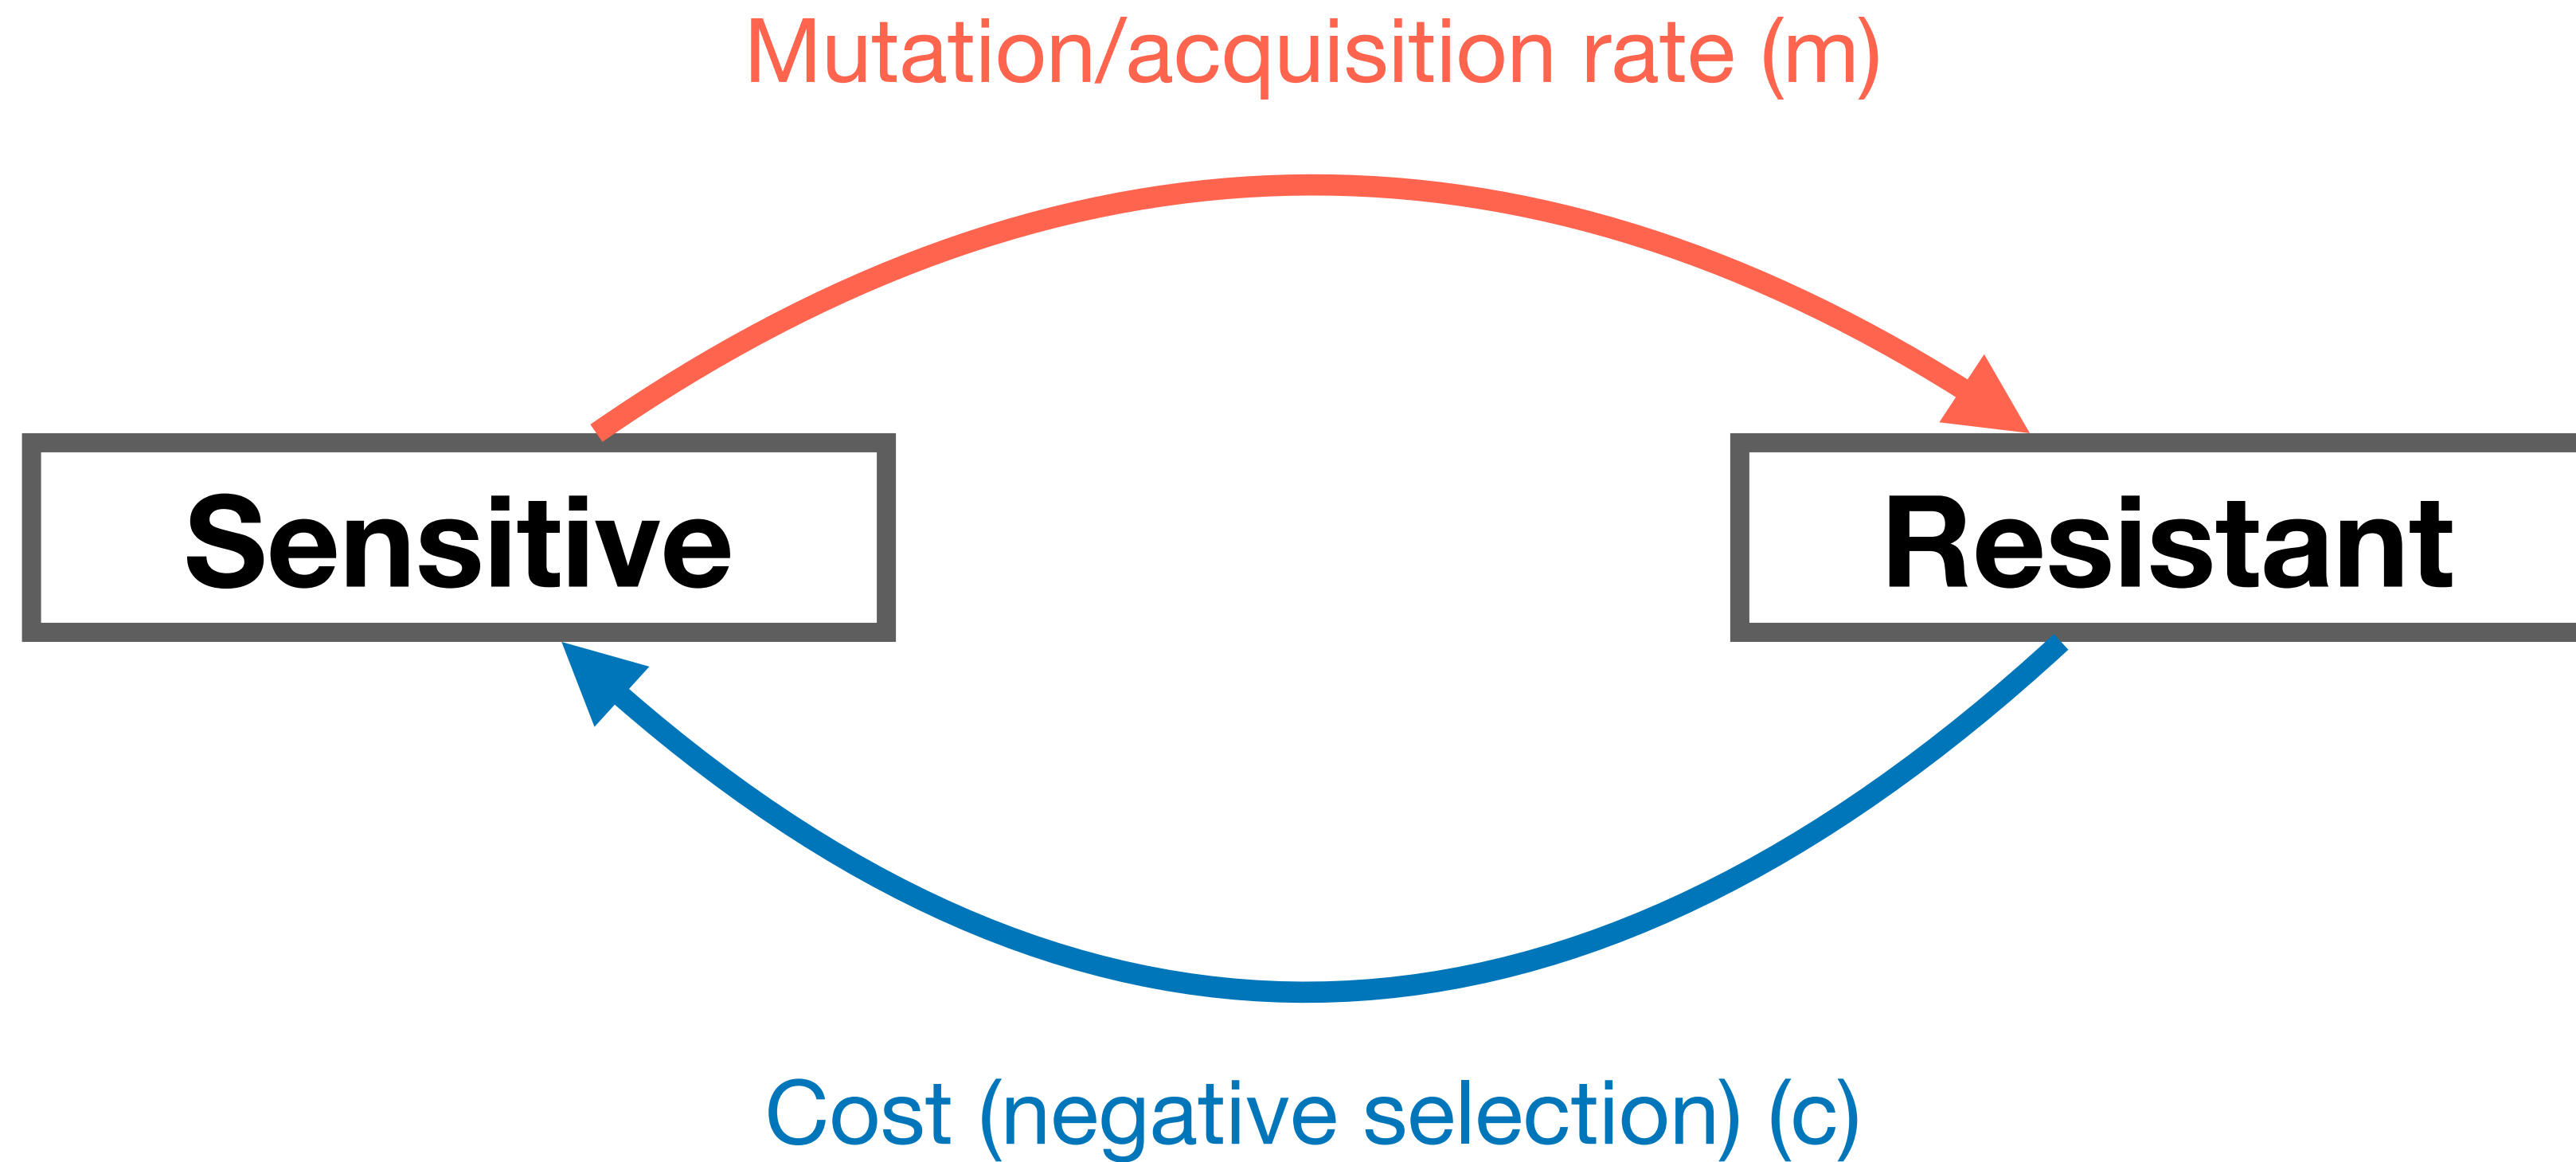 Mutation/acquisition rate (m)
Sensitive
Resistant
Cost (negative selection) (c)